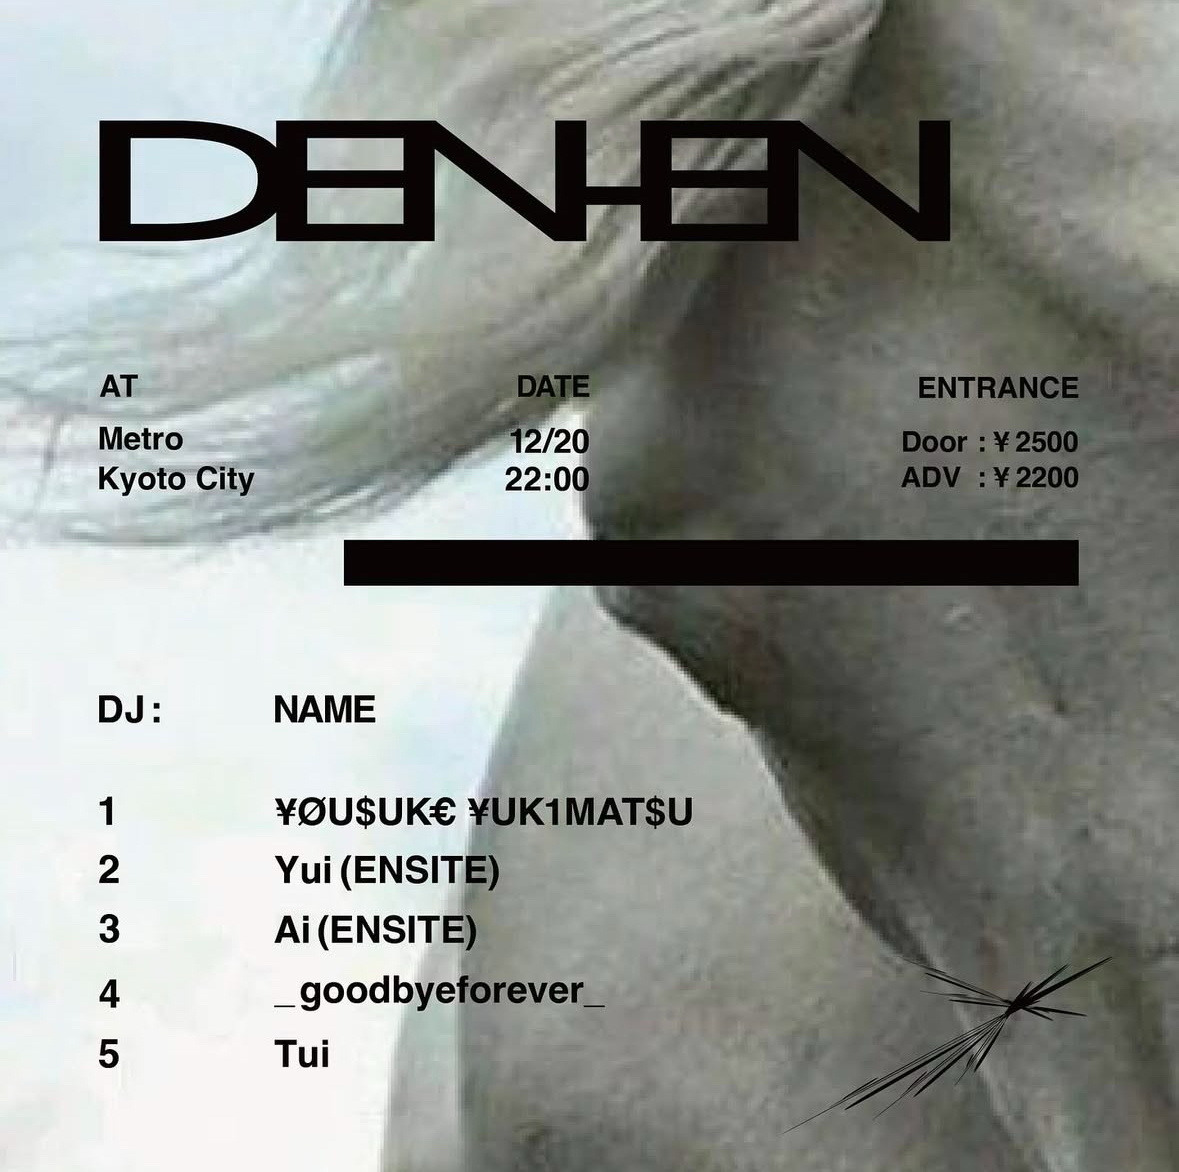 DEN-EN
AT
Metro
Kyoto City
DATE
12/20
22:00
ENTRANCE
Door : ¥ 2500
ADV : ¥ 2200
DJ : NAME
1 ¥ØU$UK€ ¥UK1MAT$U
2 Yui (ENSITE)
3 Ai (ENSITE)
4 _goodbyeforever_
5 Tui